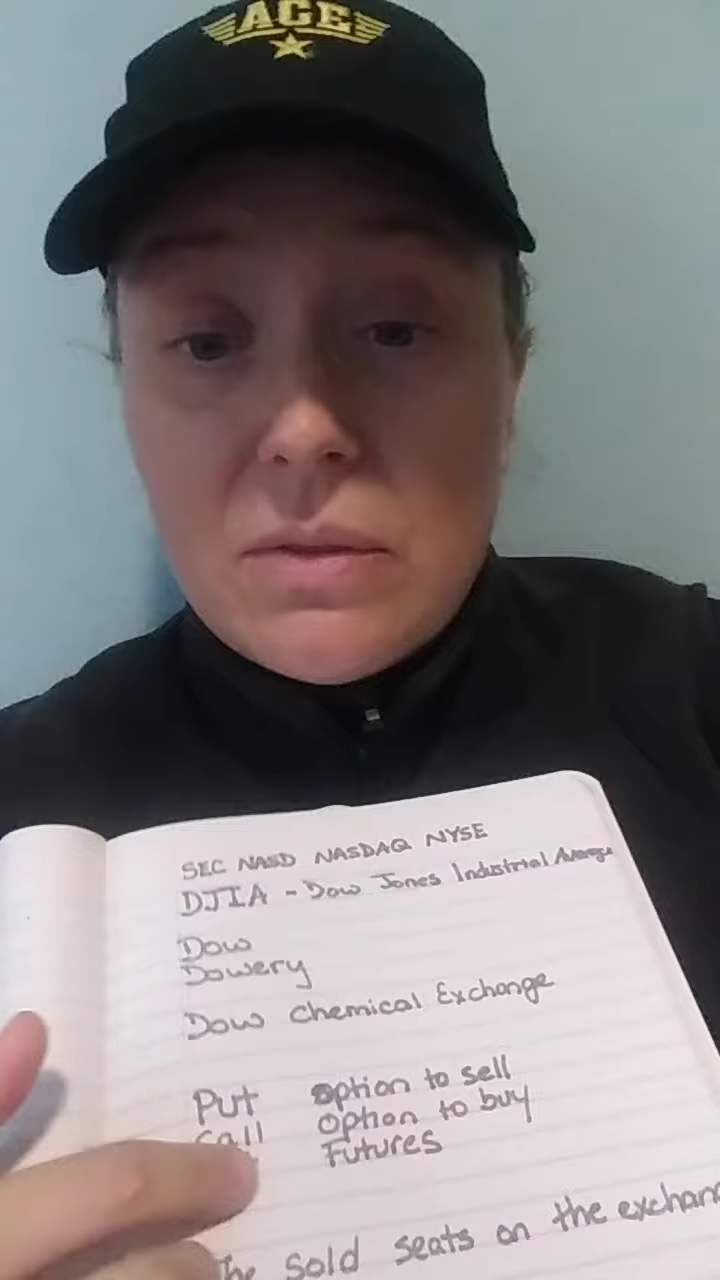 ACE
SEC NASD NASDAQ NYSE
DJIA - Dow Jones Industrial Average
Dow
Dowery
Dow Chemical Exchange
Put option to sell
Call option to buy
Futures
sold seats on the